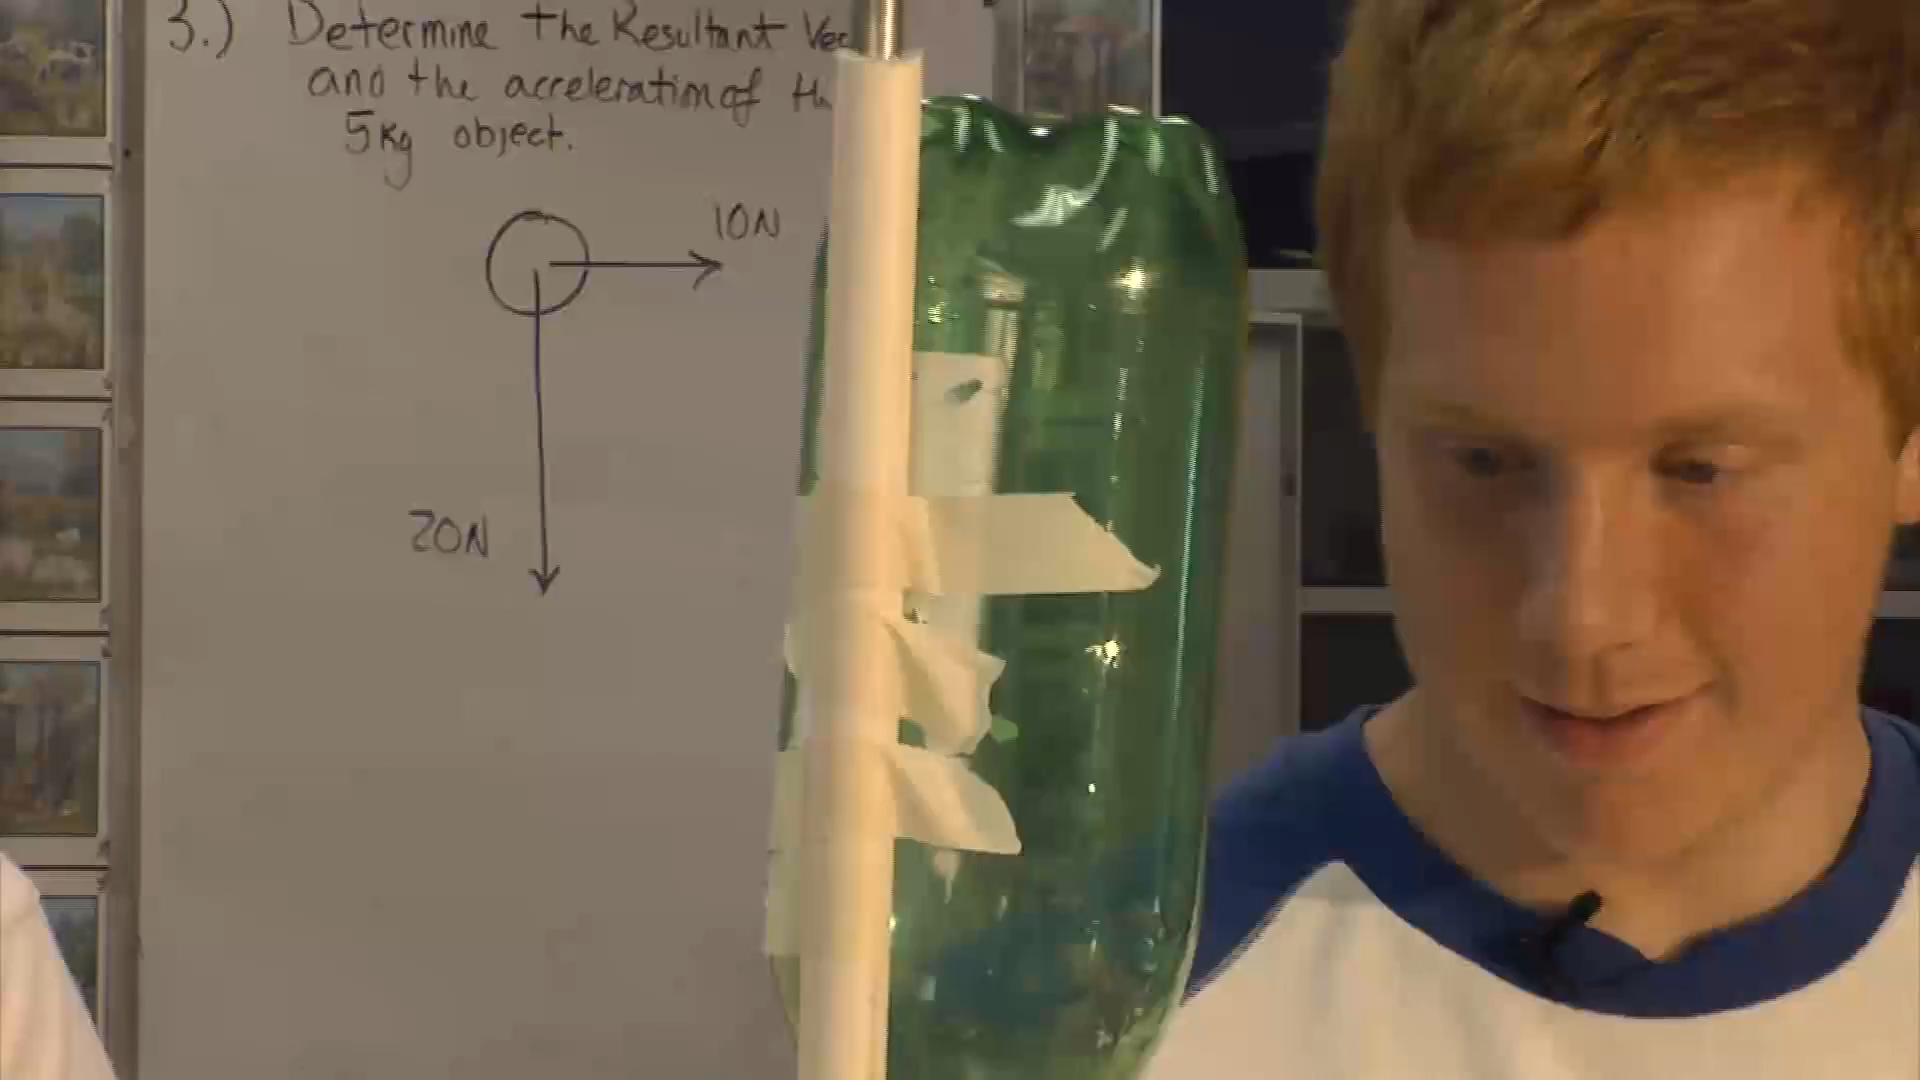 3.) Determine the Resultant
and the acceleration of
5kg object.
10N
20N